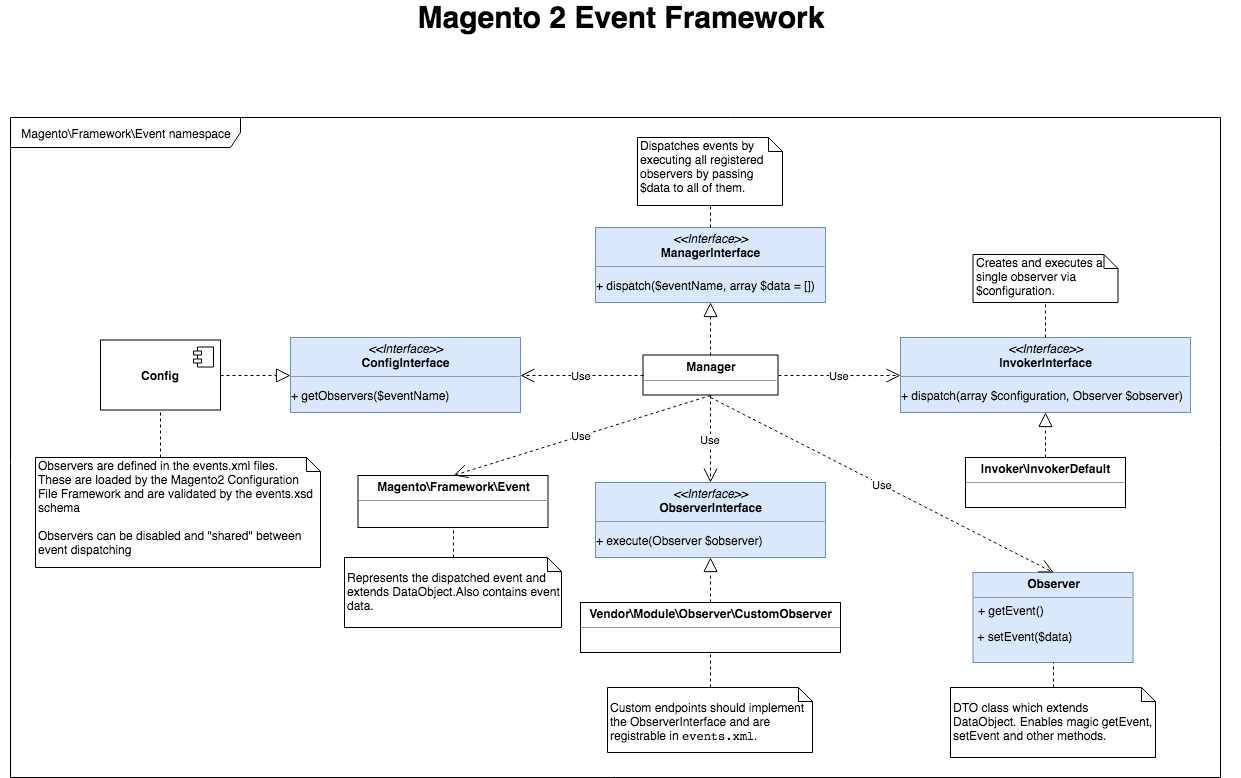 Magento 2 Event Framework
Magento\Framework\Event namespace
Dispatches events by
executing all registered
observers by passing
$data to all of them.
<<Interface>>
ManagerInterface
+ dispatch($eventName, array $data = [])
Creates and executes a
single observer via
$configuration.
Config
<<Interface>>
ConfigInterface
+ getObservers($eventName)
Use
Manager
Use
<<Interface>>
InvokerInterface
+ dispatch(array $configuration, Observer $observer)
Use
Use
Use
Observers are defined in the events.xml files.
These are loaded by the Magento2 Configuration
File Framework and are validated by the events.xsd
schema
Observers can be disabled and "shared" between
event dispatching
Magento\Framework\Event
<<Interface>>
ObserverInterface
+ execute(Observer $observer)
Invoker\InvokerDefault
Represents the dispatched event and
extends DataObject.Also contains event
data.
Vendor\Module\Observer\CustomObserver
Observer
+ getEvent()
+ setEvent($data)
Custom endpoints should implement
the ObserverInterface and are
registrable in events.xml.
DTO class which extends
DataObject. Enables magic getEvent,
setEvent and other methods.